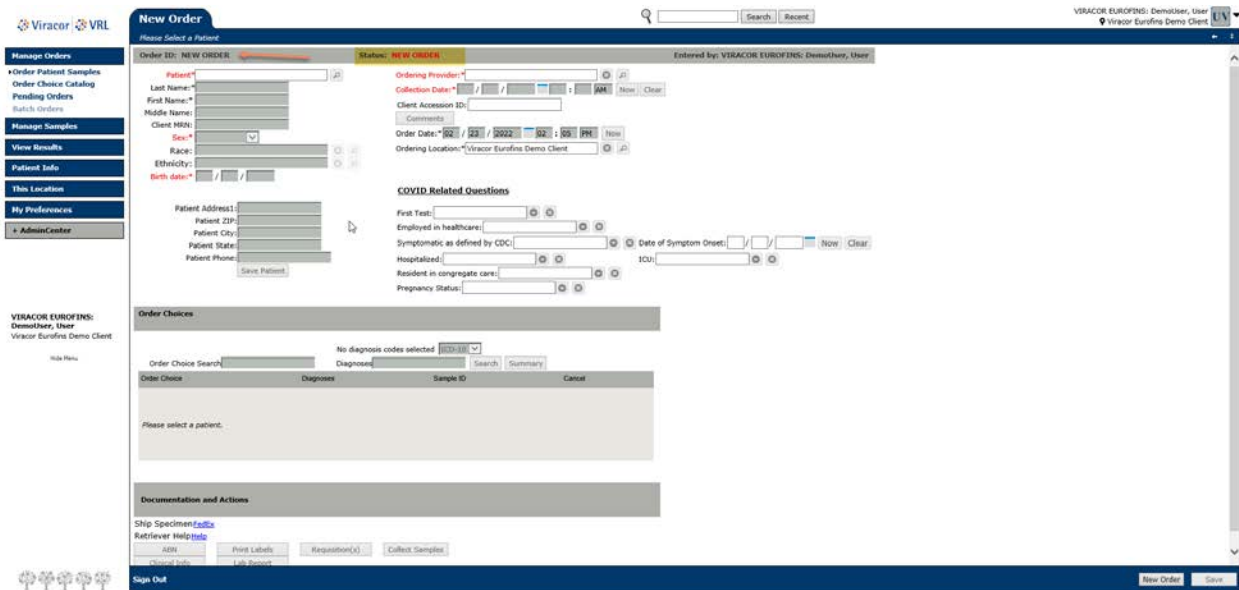 Viracor VRL
New Order
Search Recent
VIRACOR EUROFINS: DemoUser, User
Viracor Eurofins Demo Client
UV
Please Select a Patient
Manage Orders
Order Patient Samples
Order Choice Catalog
Pending Orders
Batch Orders
Manage Samples
View Results
Patient Info
This Location
My Preferences
+ AdminCenter
VIRACOR EUROFINS:
DemoUser, User
Viracor Eurofins Demo Client
Hide Menu
Order ID: NEW ORDER
Status: NEW ORDER
Entered by: VIRACOR EUROFINS: DemoUser, User
Patient*
Last Name:*
First Name:*
Middle Name:
Client MRN:
Sex:*
Race:
Ethnicity:
Birth date:* / /
Patient Address1:
Patient ZIP:
Patient City:
Patient State:
Patient Phone:
Save Patient
Ordering Provider:*
Collection Date:* / / : AM Now Clear
Client Accession ID:
Comments
Order Date:* 02 / 23 / 2022 02 : 05 PM Now
Ordering Location:* Viracor Eurofins Demo Client
COVID Related Questions
First Test:
Employed in healthcare:
Symptomatic as defined by CDC: Date of Symptom Onset: / / Now Clear
Hospitalized: ICU:
Resident in congregate care:
Pregnancy Status:
Order Choices
No diagnosis codes selected ICD-10
Order Choice Search Diagnoses Search Summary
Order Choice Diagnoses Sample ID Cancel
Please select a patient.
Documentation and Actions
Ship Specimen FedEx
Retriever Help Help
ABN Print Labels Requisition(s) Collect Samples
Clinical Info Lab Report
Sign Out
New Order Save